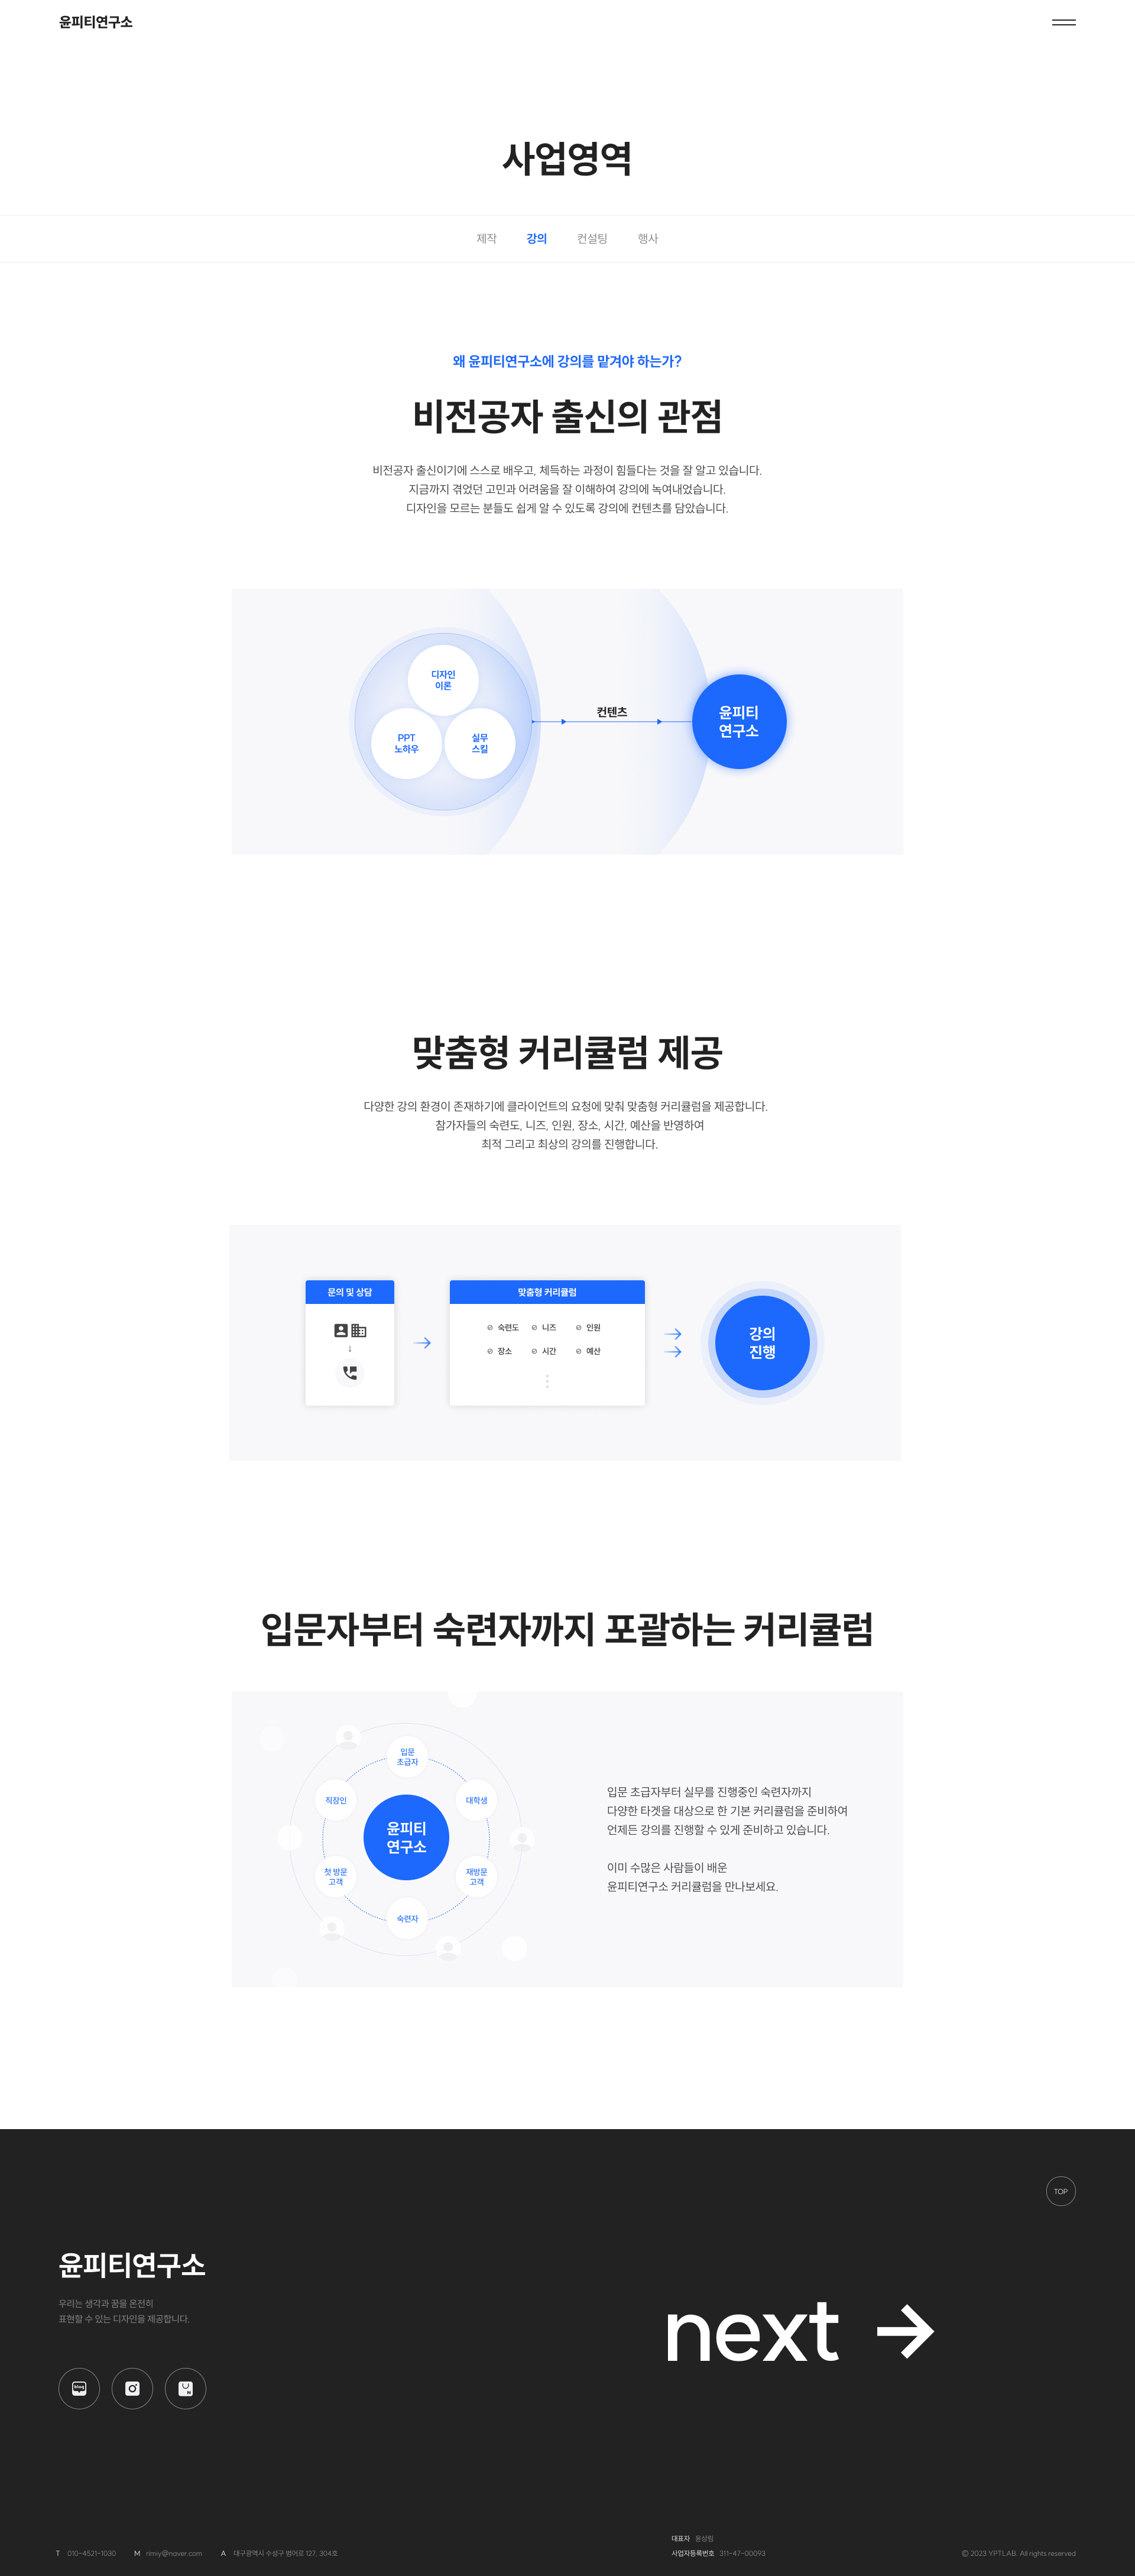 윤피티연구소
사업영역
제작 강의 컨설팅 행사
왜 윤피티연구소에 강의를 맡겨야 하는가?
비전공자 출신의 관점
비전공자 출신이기에 스스로 배우고, 체득하는 과정이 힘들다는 것을 잘 알고 있습니다.
지금까지 겪었던 고민과 어려움을 잘 이해하여 강의에 녹여내었습니다.
디자인을 모르는 분들도 쉽게 알 수 있도록 강의에 컨텐츠를 담았습니다.
디자인
이론
PPT
노하우
실무
스킬
컨텐츠
윤피티
연구소
맞춤형 커리큘럼 제공
다양한 강의 환경이 존재하기에 클라이언트의 요청에 맞춰 맞춤형 커리큘럼을 제공합니다.
참가자들의 숙련도, 니즈, 인원, 장소, 시간, 예산을 반영하여
최적 그리고 최상의 강의를 진행합니다.
문의 및 상담
맞춤형 커리큘럼
숙련도 니즈 인원
장소 시간 예산
강의
진행
입문자부터 숙련자까지 포괄하는 커리큘럼
입문
초급자
직장인
대학생
윤피티
연구소
첫 방문
고객
재방문
고객
숙련자
입문 초급자부터 실무를 진행중인 숙련자까지
다양한 타겟을 대상으로 한 기본 커리큘럼을 준비하여
언제든 강의를 진행할 수 있게 준비하고 있습니다.
이미 수많은 사람들이 배운
윤피티연구소 커리큘럼을 만나보세요.
TOP
윤피티연구소
우리는 생각과 꿈을 온전히
표현할 수 있는 디자인을 제공합니다.
next
blog
대표자 윤상림
T 010-4521-1030 M rimiy@naver.com A 대구광역시 수성구 범어로 127, 304호
사업자등록번호 311-47-00093
© 2023 YPTLAB. All rights reserved